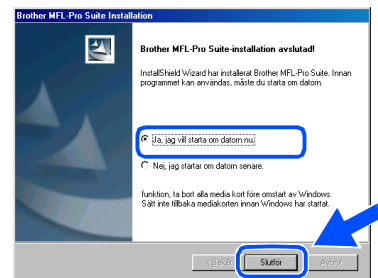 Brother MFL-Pro Suite Installation
Brother MFL-Pro Suite-installation avslutad!
InstallShield Wizard har installerat Brother MFL-Pro Suite. Innan
programmet kan användas, måste du starta om datorn.
Ja, jag vill starta om datorn nu.
Nej, jag startar om datorn senare.
funktion, ta bort alla media kort före omstart av Windows.
Sätt inte tillbaka mediakorten innan Windows har startat.
< Bakåt Slutför Avbryt